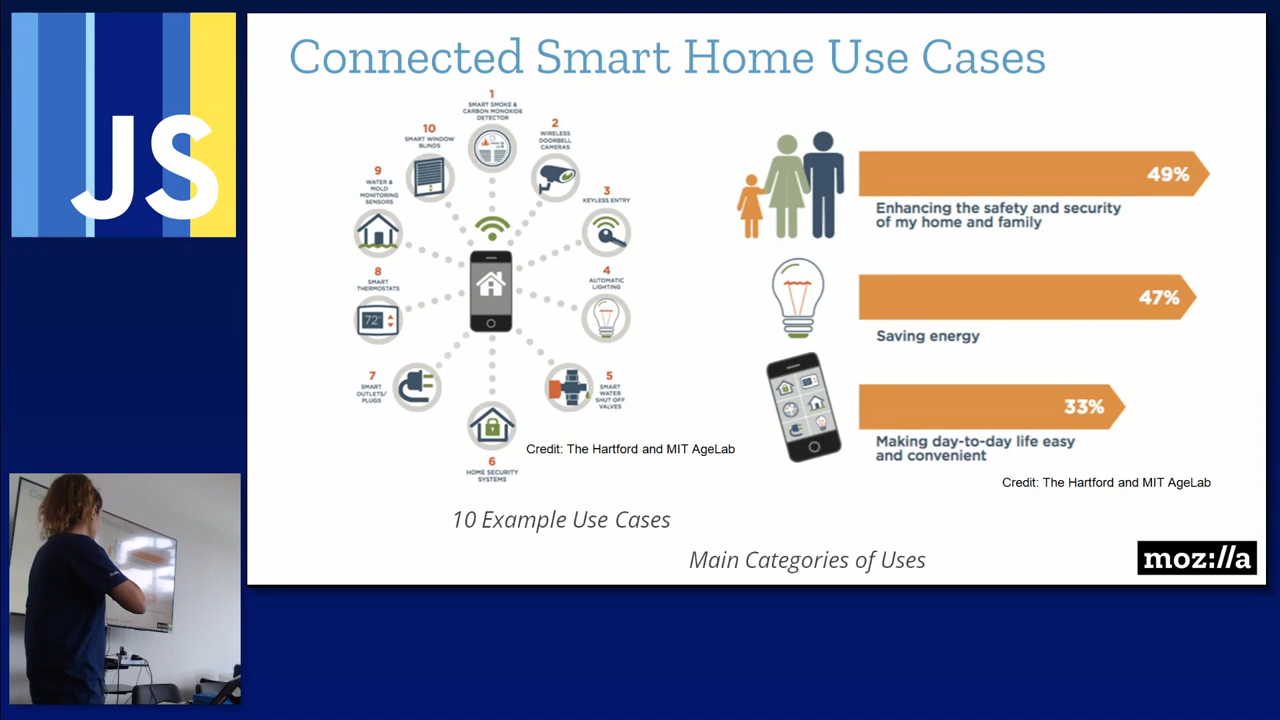 JS
Connected Smart Home Use Cases
1
SMART SMOKE &
CARBON MONOXIDE
DETECTOR
2
WIRELESS
DOORBELL
CAMERAS
3
KEYLESS ENTRY
4
AUTOMATIC
LIGHTING
5
SMART
WATER
SHUT OFF
VALVES
6
HOME SECURITY
SYSTEMS
7
SMART
OUTLETS/
PLUGS
8
SMART
THERMOSTATS
72°
9
WATER &
MOLD
MONITORING
SENSORS
10
SMART WINDOW
BLINDS
Credit: The Hartford and MIT AgeLab
10 Example Use Cases
49%
Enhancing the safety and security
of my home and family
47%
Saving energy
33%
Making day-to-day life easy
and convenient
Credit: The Hartford and MIT AgeLab
Main Categories of Uses
moz://a